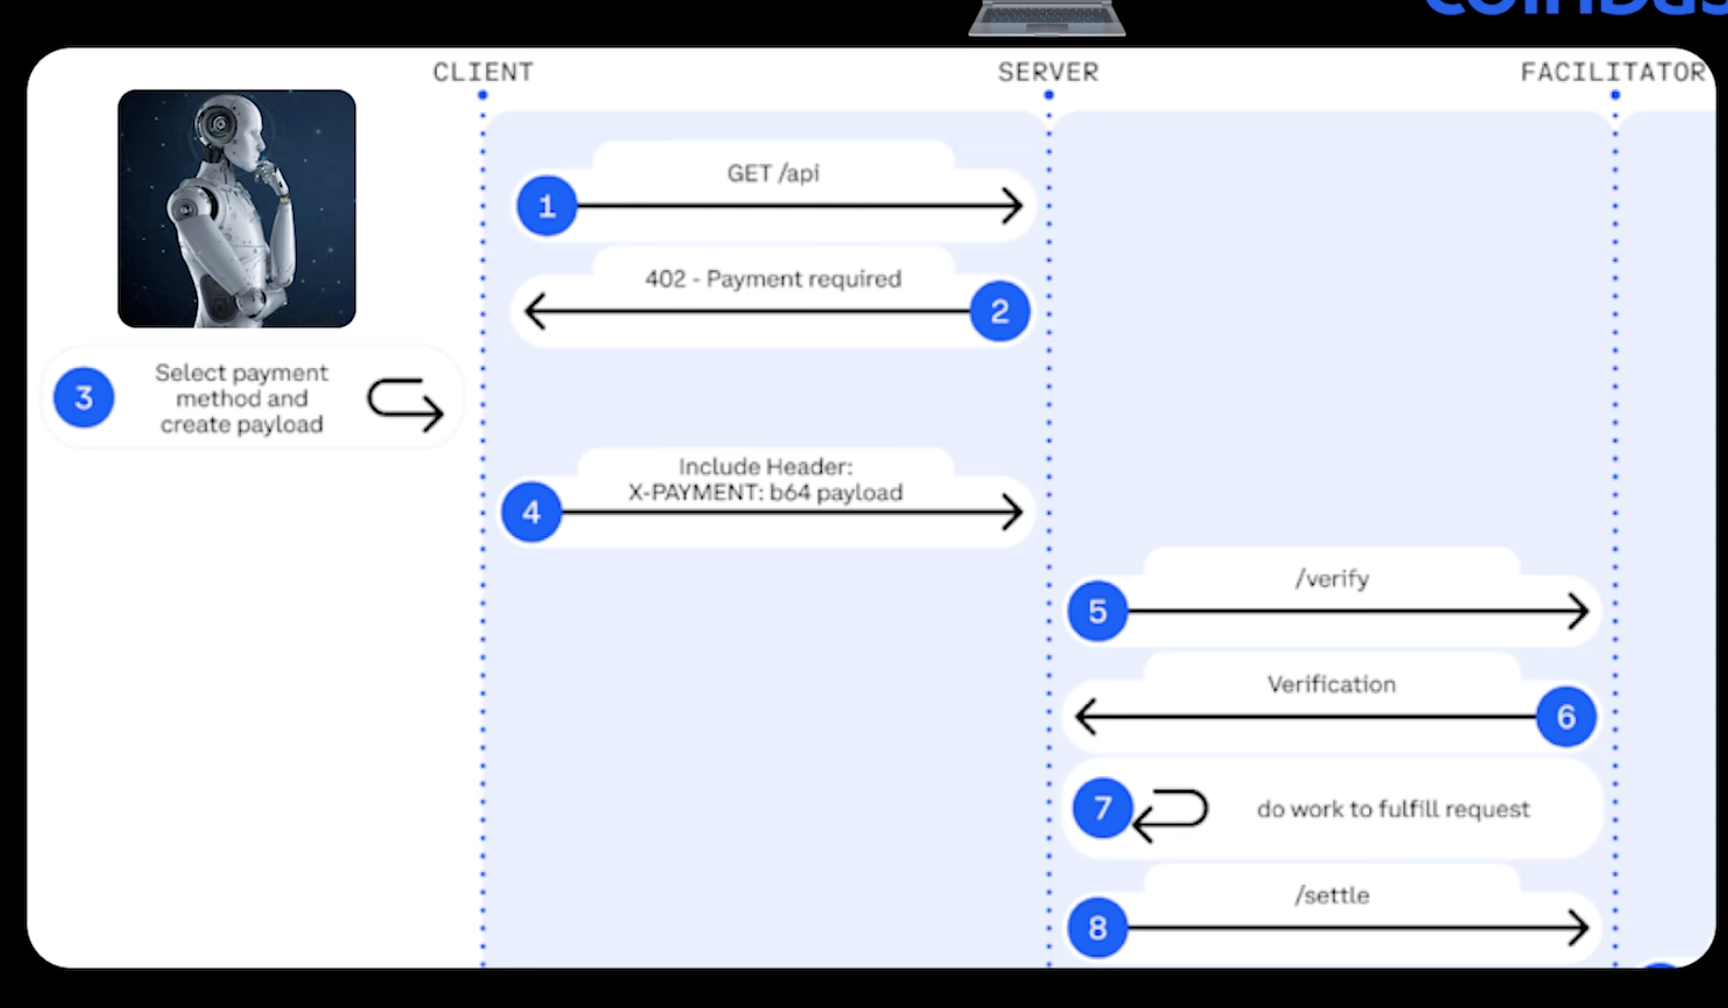 CLIENT
SERVER
FACILITATOR
GET /api
1
402 - Payment required
2
3
Select payment
method and
create payload
Include Header:
X-PAYMENT: b64 payload
4
/verify
5
Verification
6
7
do work to fulfill request
/settle
8